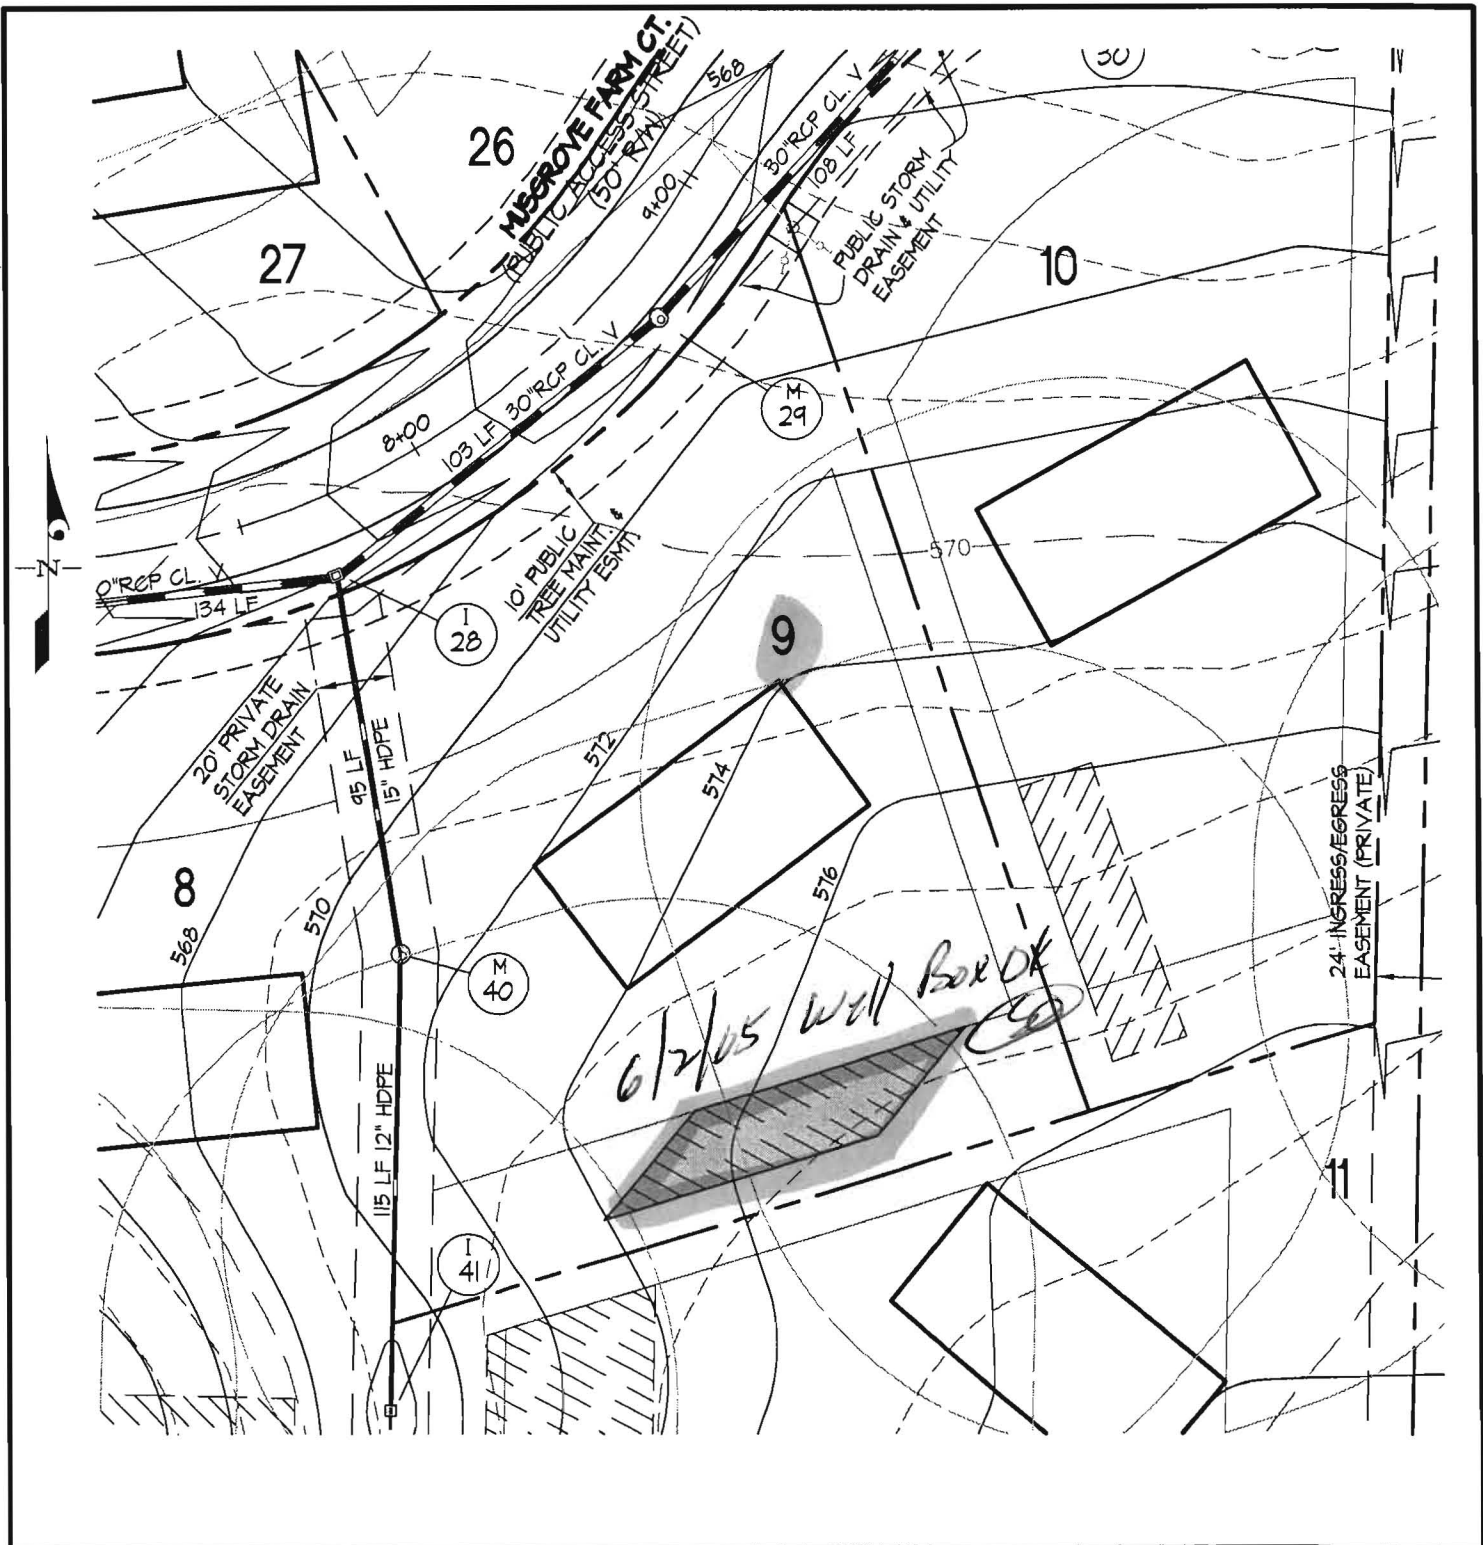 MUSGROVE FARM CT.
(PUBLIC ACCESS STREET)
(50' R/W)
568
30
26
30"RCP CL. V
108 LF
9+00
PUBLIC STORM
DRAIN & UTILITY
EASEMENT
27
10
30"RCP CL. V
103 LF
8+00
M
29
N
0"RCP CL. V
134 LF
I
28
10' PUBLIC
TREE MAINT. &
UTILITY ESMT.
570
9
20' PRIVATE
STORM DRAIN
EASEMENT
95 LF
15" HDPE
572
574
576
24' INGRESS/EGRESS
EASEMENT (PRIVATE)
8
568
570
M
40
6/2/05 Well Box OK
115 LF 12" HDPE
11
I
41